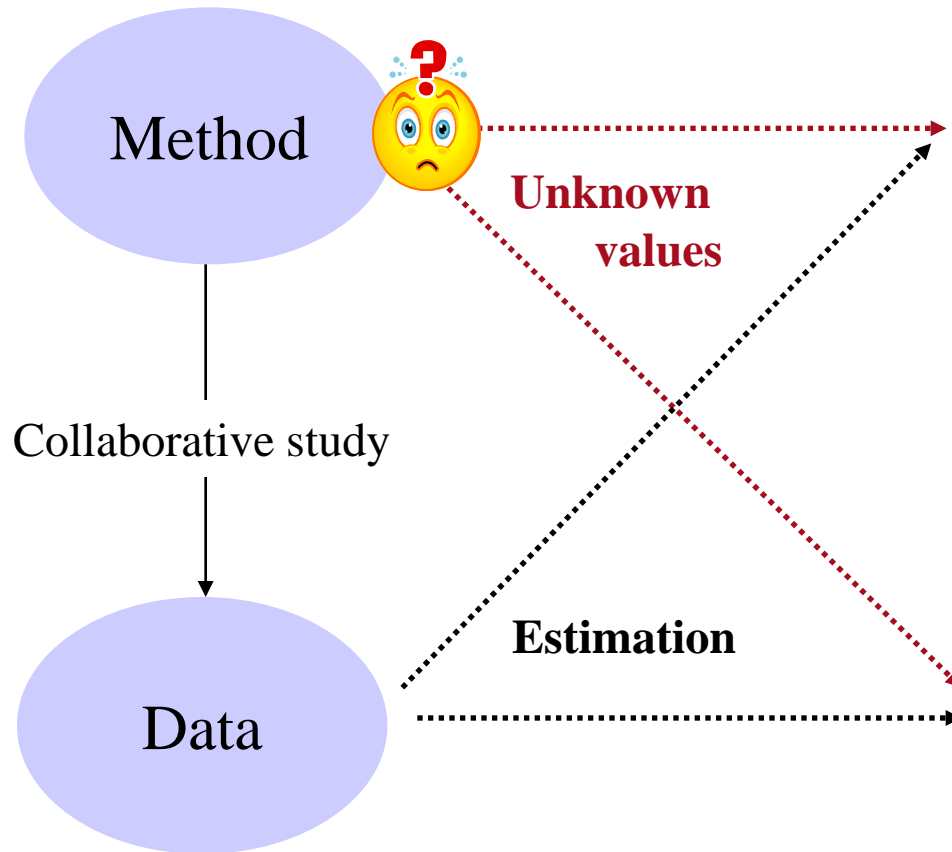 ?
Method
Unknown
values
Collaborative study
Estimation
Data